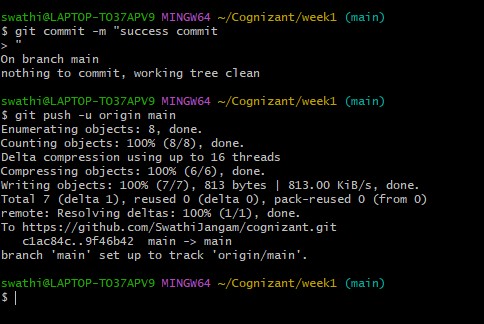 swathi@LAPTOP-TO37APV9 MINGW64 ~/Cognizant/week1 (main)
$ git commit -m "success commit
> "
On branch main
nothing to commit, working tree clean
swathi@LAPTOP-TO37APV9 MINGW64 ~/Cognizant/week1 (main)
$ git push -u origin main
Enumerating objects: 8, done.
Counting objects: 100% (8/8), done.
Delta compression using up to 16 threads
Compressing objects: 100% (6/6), done.
Writing objects: 100% (7/7), 813 bytes | 813.00 KiB/s, done.
Total 7 (delta 1), reused 0 (delta 0), pack-reused 0 (from 0)
remote: Resolving deltas: 100% (1/1), done.
To https://github.com/SwathiJangam/cognizant.git
   c1ac84c..9f46b42  main -> main
branch 'main' set up to track 'origin/main'.
swathi@LAPTOP-TO37APV9 MINGW64 ~/Cognizant/week1 (main)
$